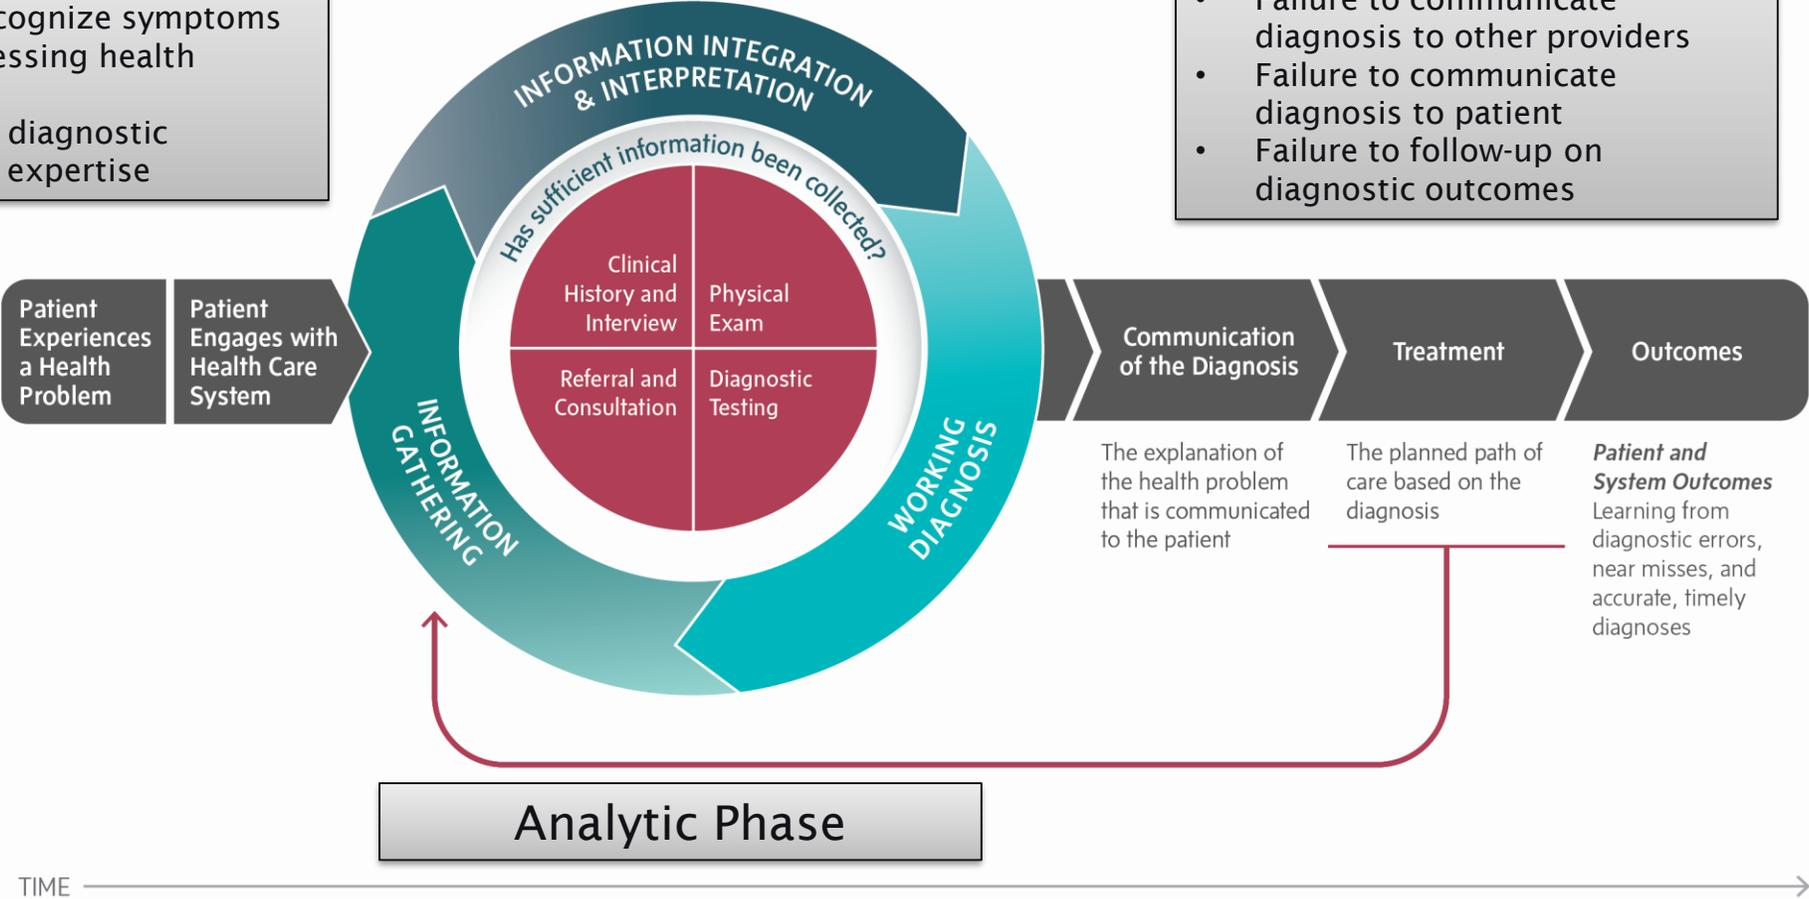 cognize symptoms
essing health
diagnostic
expertise
• Failure to communicate
diagnosis to other providers
• Failure to communicate
diagnosis to patient
• Failure to follow-up on
diagnostic outcomes
INFORMATION INTEGRATION
& INTERPRETATION
Has sufficient information been collected?
Clinical
History and
Interview
Physical
Exam
Referral and
Consultation
Diagnostic
Testing
INFORMATION
GATHERING
WORKING
DIAGNOSIS
Patient
Experiences
a Health
Problem
Patient
Engages with
Health Care
System
Communication
of the Diagnosis
Treatment
Outcomes
The explanation of
the health problem
that is communicated
to the patient
The planned path of
care based on the
diagnosis
Patient and
System Outcomes
Learning from
diagnostic errors,
near misses, and
accurate, timely
diagnoses
Analytic Phase
TIME